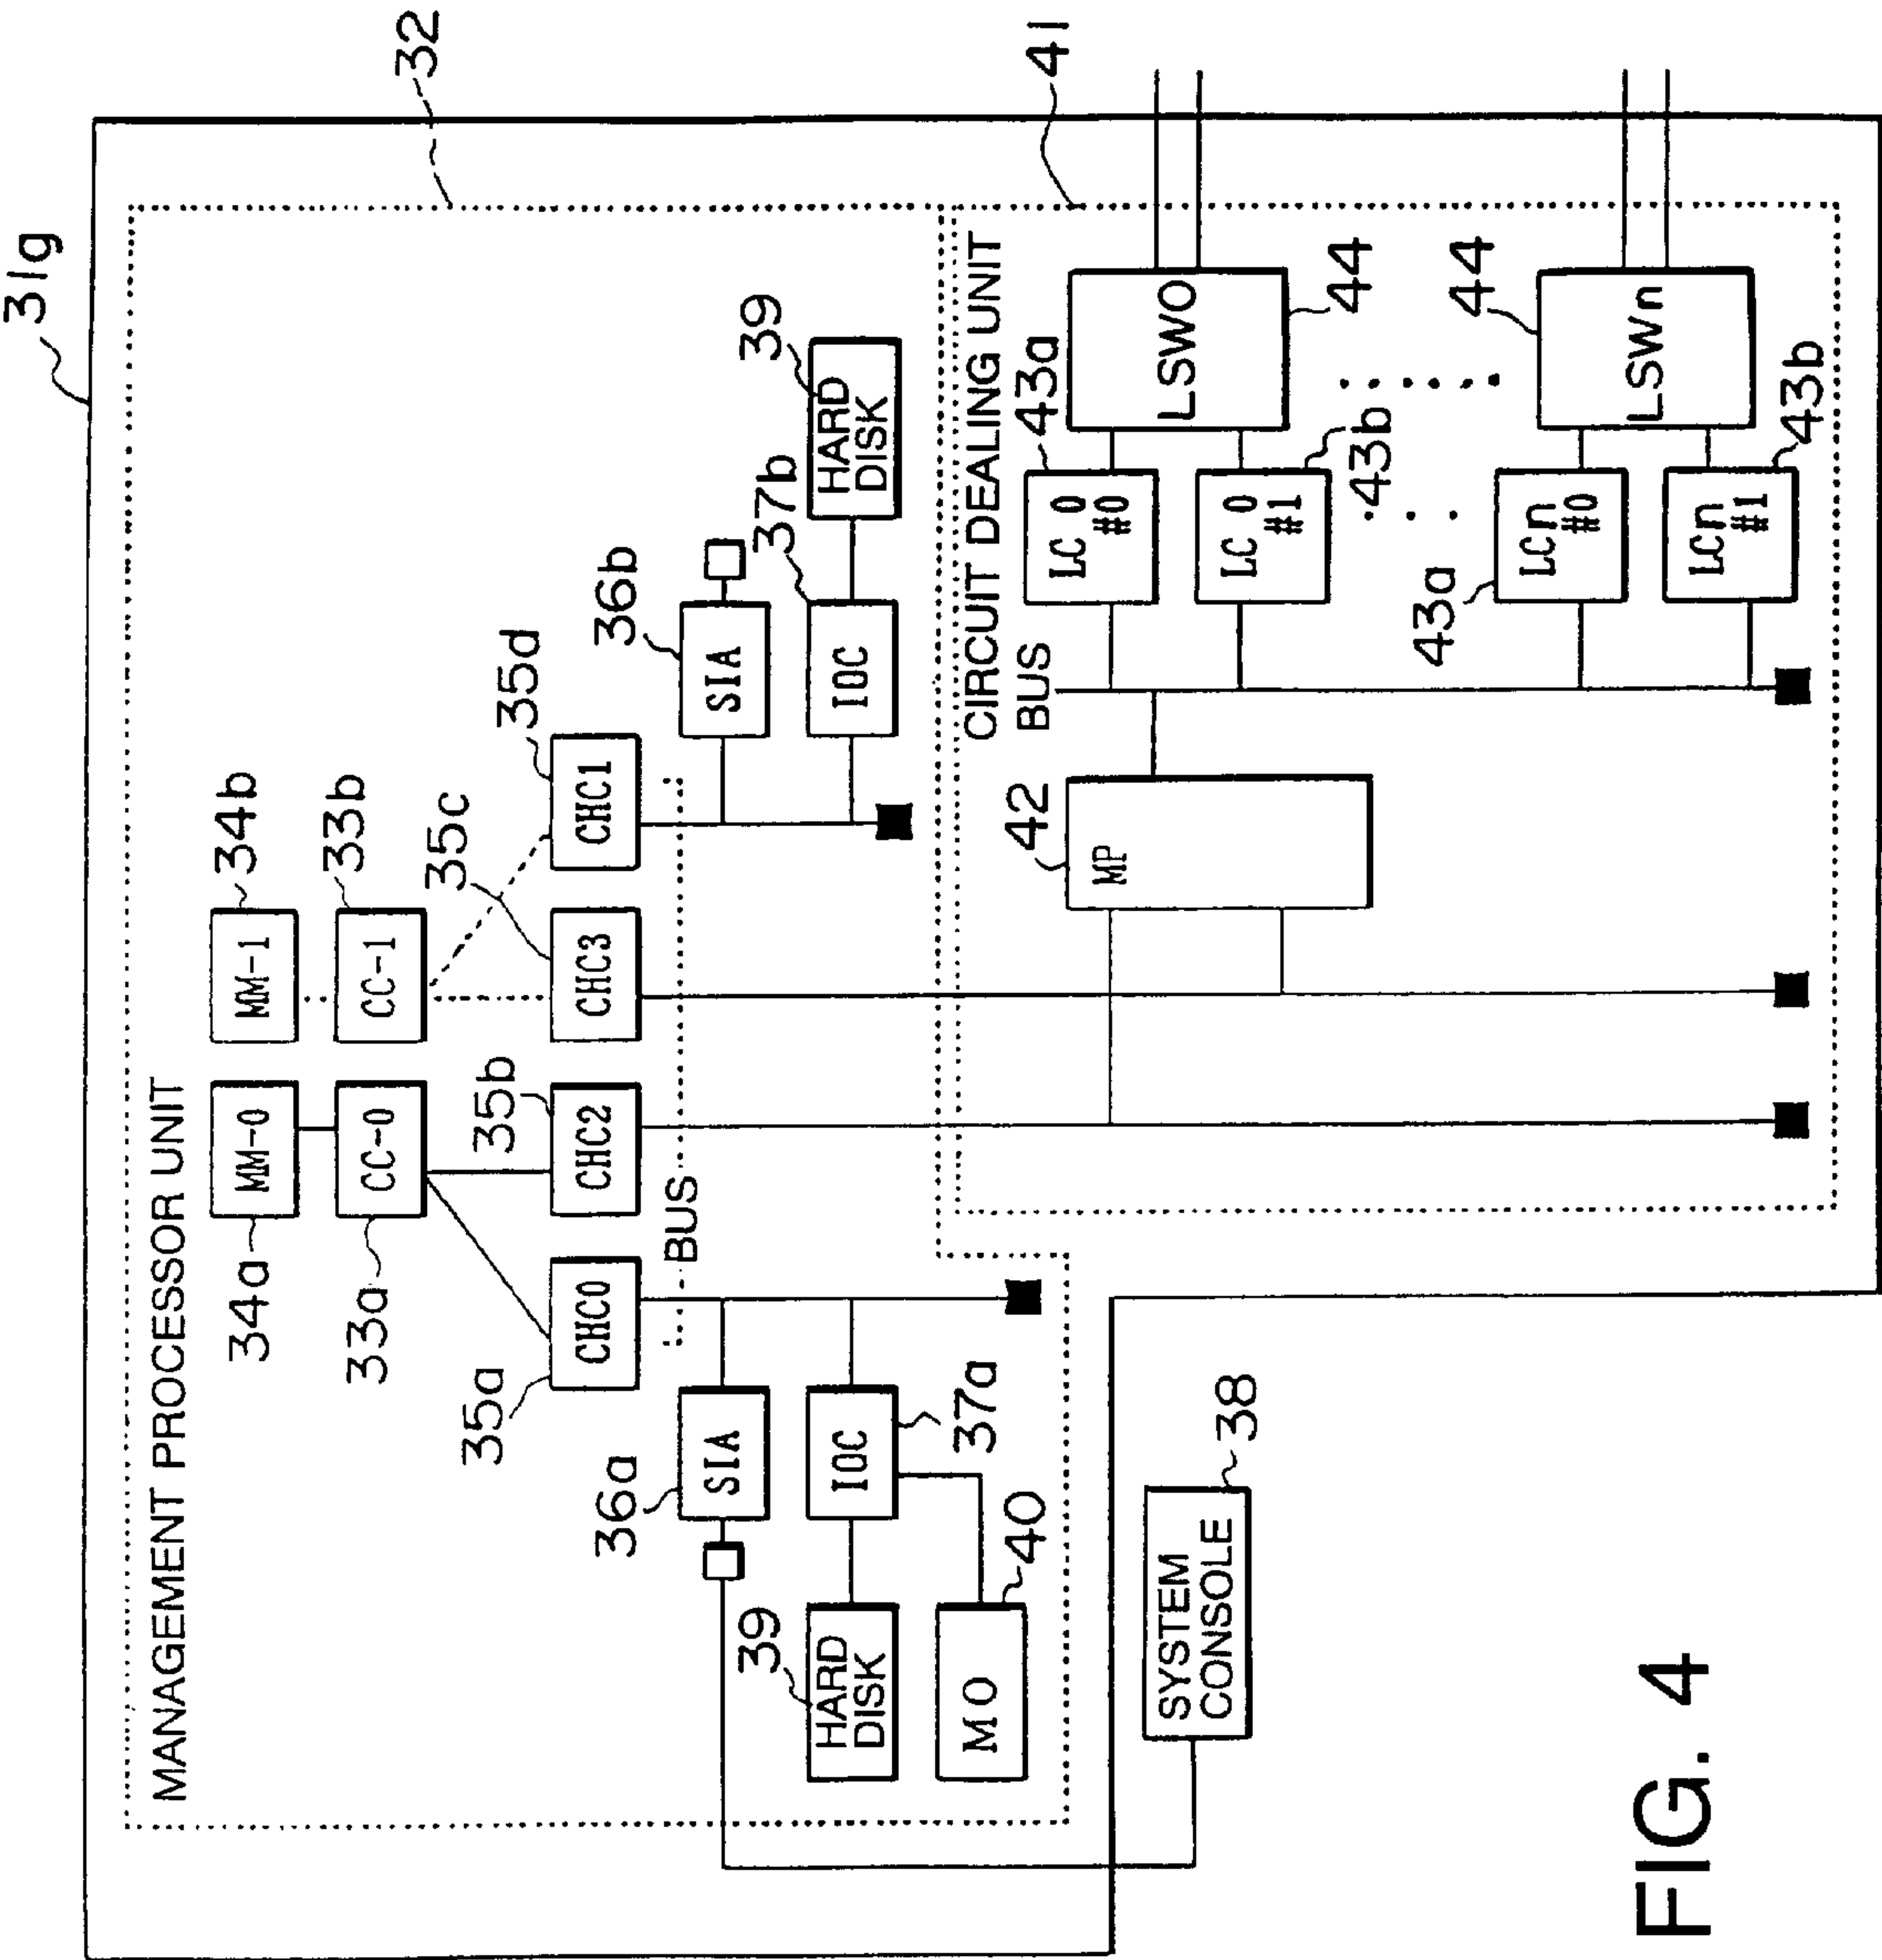 31g
32
MANAGEMENT PROCESSOR UNIT
34a
MM-0
MM-1
34b
33a
CC-0
CC-1
33b
35a
CHC0
35b
CHC2
35c
CHC3
35d
CHC1
BUS
36a
SIA
36b
SIA
37a
IOC
37b
IOC
39
HARD
DISK
39
HARD
DISK
40
MO
38
SYSTEM
CONSOLE
41
CIRCUIT DEALING UNIT
BUS
42
MP
43a
LC 0
#0
43b
LC 0
#1
LSW0
44
43a
LCn
#0
43b
LCn
#1
LSWn
44
FIG. 4